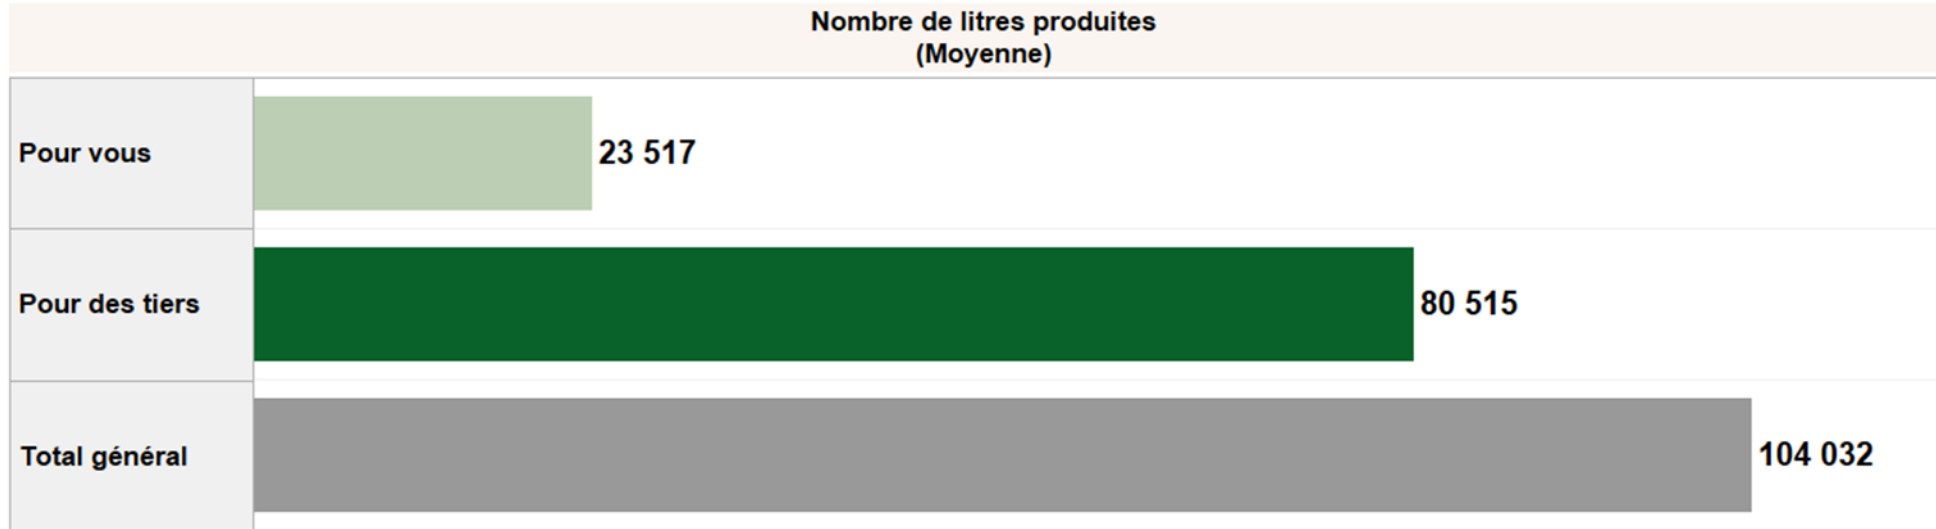 Nombre de litres produites
(Moyenne)
Pour vous
23 517
Pour des tiers
80 515
Total général
104 032